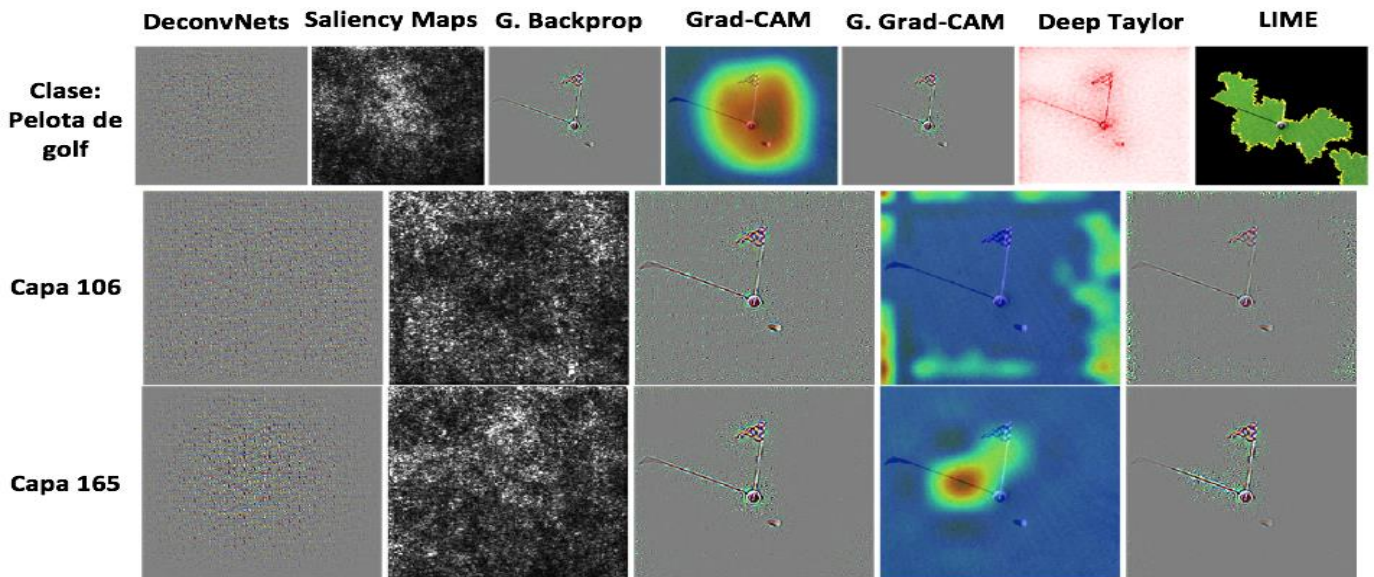 DeconvNets Saliency Maps G. Backprop Grad-CAM G. Grad-CAM Deep Taylor LIME
Clase:
Pelota de
golf
Capa 106
Capa 165